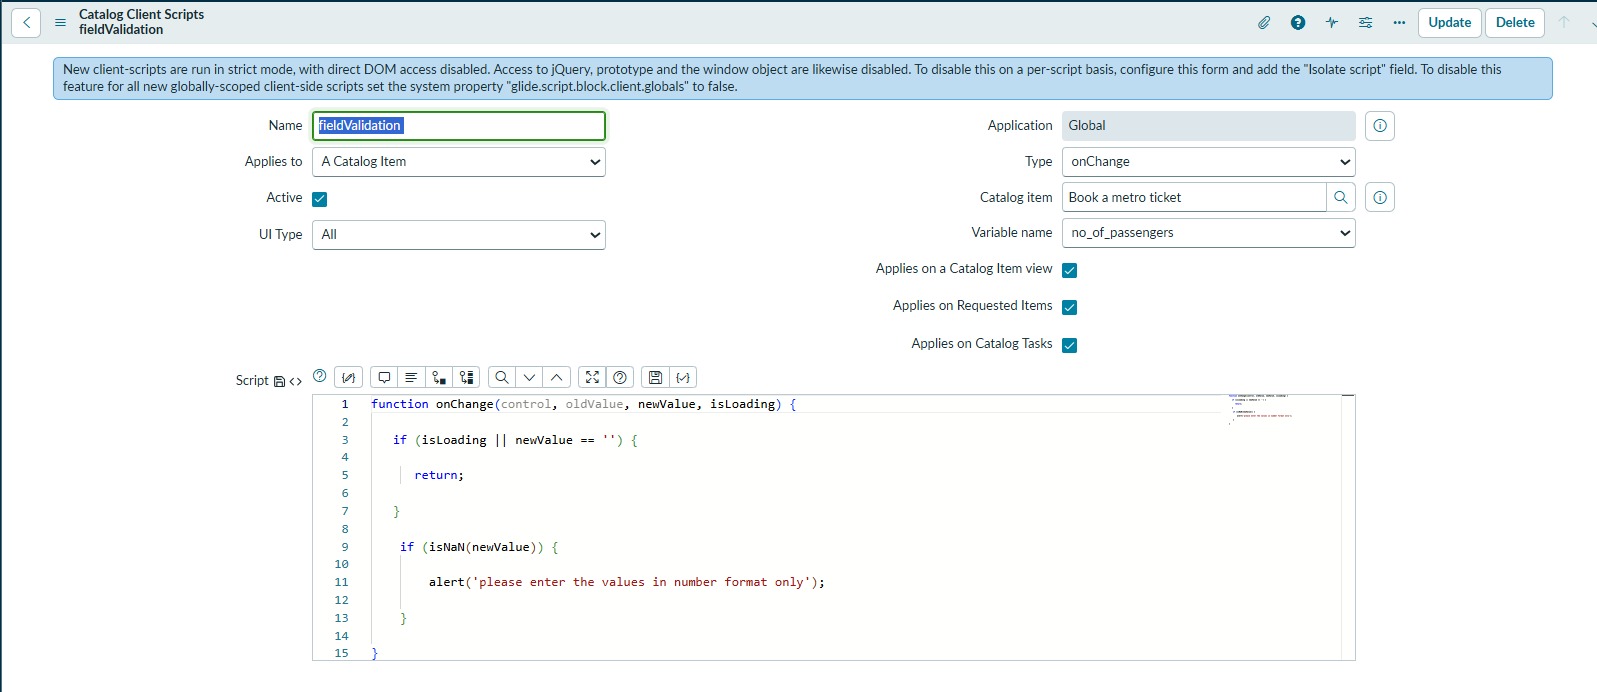 Catalog Client Scripts
fieldValidation
Update
Delete
New client-scripts are run in strict mode, with direct DOM access disabled. Access to jQuery, prototype and the window object are likewise disabled. To disable this on a per-script basis, configure this form and add the "Isolate script" field. To disable this
feature for all new globally-scoped client-side scripts set the system property "glide.script.block.client.globals" to false.
Name fieldValidation
Application Global
Applies to A Catalog Item
Type onChange
Active
Catalog item Book a metro ticket
UI Type All
Variable name no_of_passengers
Applies on a Catalog Item view
Applies on Requested Items
Applies on Catalog Tasks
Script
1 function onChange(control, oldValue, newValue, isLoading) {
2
3 if (isLoading || newValue == '') {
4
5 return;
6
7 }
8
9 if (isNaN(newValue)) {
10
11 alert('please enter the values in number format only');
12
13 }
14
15 }